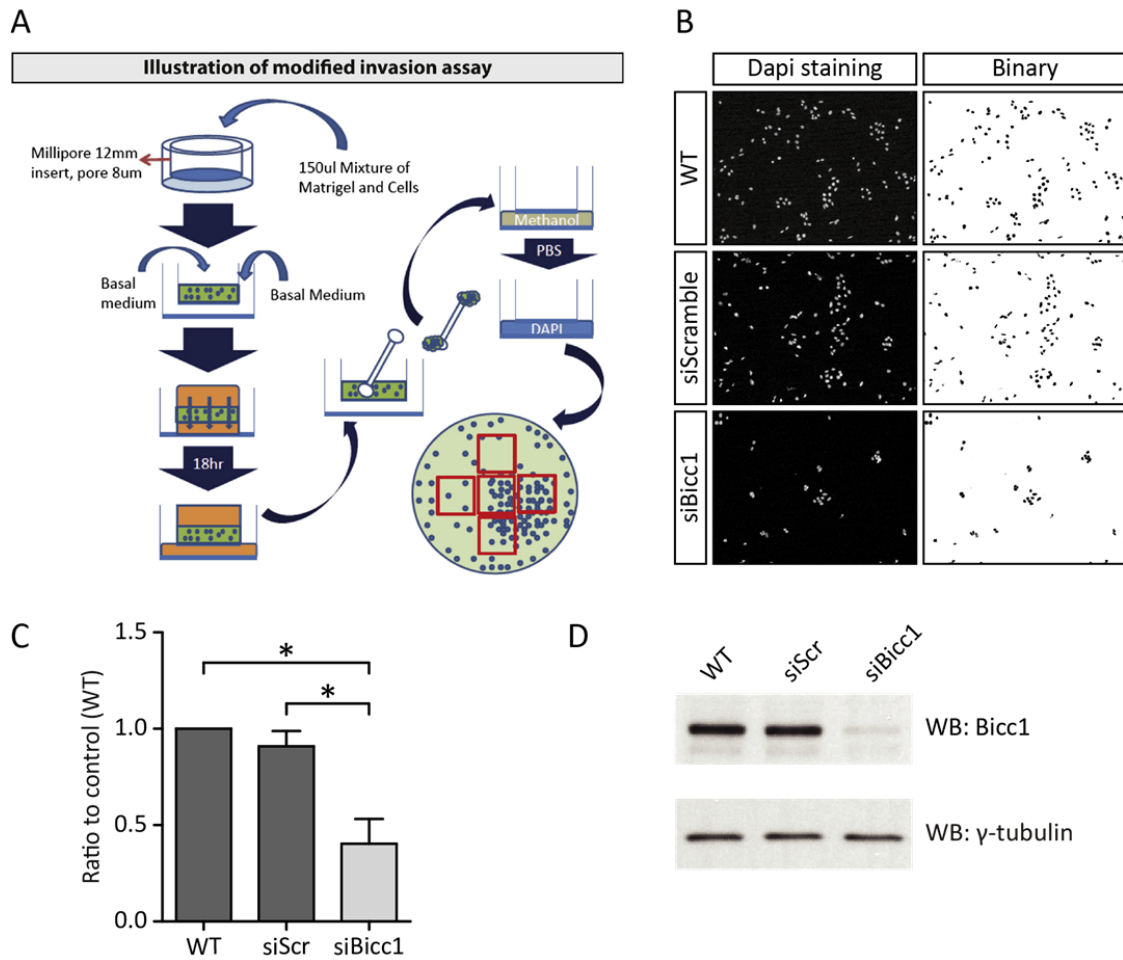 A
Illustration of modified invasion assay
Millipore 12mm
insert, pore 8um
150ul Mixture of
Matrigel and Cells
Basal
medium
Basal Medium
18hr
Methanol
PBS
DAPI
B
Dapi staining
Binary
WT
siScramble
siBicc1
C
Ratio to control (WT)
1.5
1.0
0.5
0.0
*
*
WT
siScr
siBicc1
D
WT
siScr
siBicc1
WB: Bicc1
WB: γ-tubulin